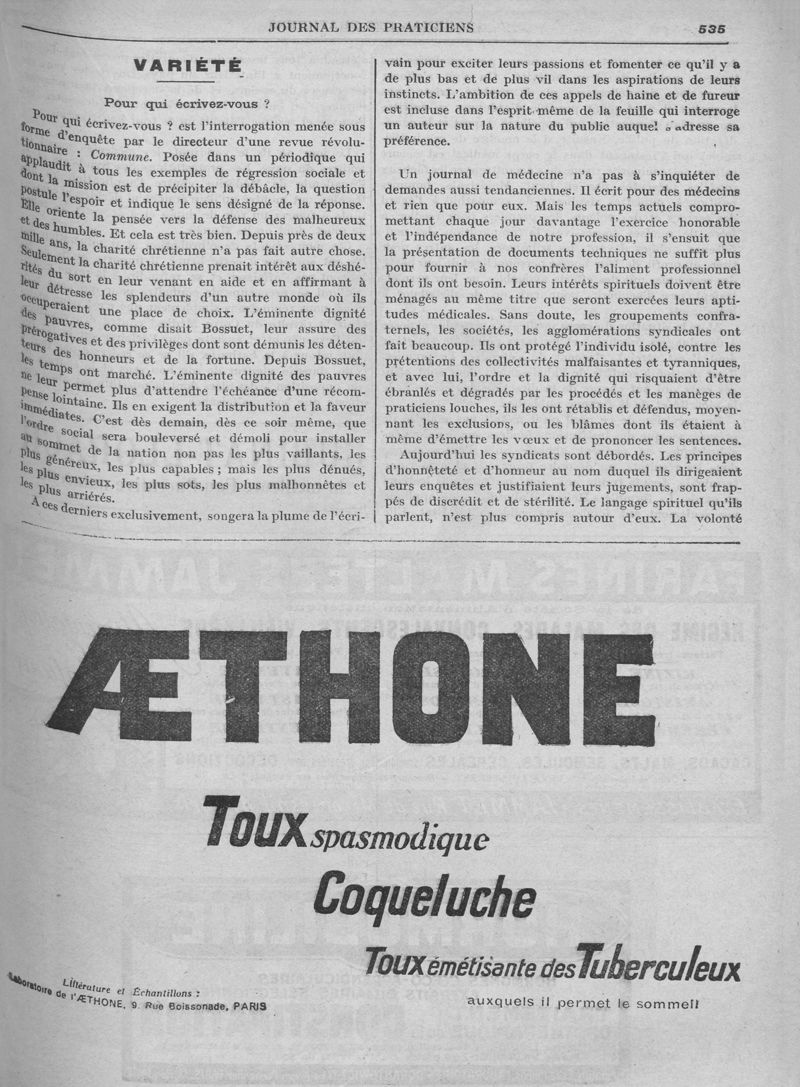 JOURNAL DES PRATICIENS 535
VARIÉTÉ
Pour qui écrivez-vous ?
Pour qui écrivez-vous ? est l'interrogation menée sous
forme d'enquête par le directeur d'une revue révolu-
tionnaire : Commune. Posée dans un périodique qui
applaudit à tous les exemples de régression sociale et
dont la mission est de précipiter la débâcle, la question
postule l'espoir et indique le sens désigné de la réponse.
Elle oriente la pensée vers la défense des malheureux
et des humbles. Et cela est très bien. Depuis près de deux
mille ans, la charité chrétienne n'a pas fait autre chose.
Seulement la charité chrétienne prenait intérêt aux déshé-
rités du sort en leur venant en aide et en affirmant à
leur détresse les splendeurs d'un autre monde où ils
occuperaient une place de choix. L'éminente dignité
des pauvres, comme disait Bossuet, leur assure des
prérogatives et des privilèges dont sont démunis les déten-
teurs des honneurs et de la fortune. Depuis Bossuet,
les temps ont marché. L'éminente dignité des pauvres
ne leur permet plus d'attendre l'échéance d'une récom-
pense lointaine. Ils en exigent la distribution et la faveur
immédiates. C'est dès demain, dès ce soir même, que
l'ordre social sera bouleversé et démoli pour installer
au sommet de la nation non pas les plus vaillants, les
plus généreux, les plus capables ; mais les plus dénués,
les plus envieux, les plus sots, les plus malhonnêtes et
les plus arriérés.
A ces derniers exclusivement, songera la plume de l'écri-
vain pour exciter leurs passions et fomenter ce qu'il y a
de plus bas et de plus vil dans les aspirations de leurs
instincts. L'ambition de ces appels de haine et de fureur
est incluse dans l'esprit même de la feuille qui interroge
un auteur sur la nature du public auquel adresse sa
préférence.
Un journal de médecine n'a pas à s'inquiéter de
demandes aussi tendanciennes. Il écrit pour des médecins
et rien que pour eux. Mais les temps actuels compro-
mettant chaque jour davantage l'exercice honorable
et l'indépendance de notre profession, il s'ensuit que
la présentation de documents techniques ne suffit plus
pour fournir à nos confrères l'aliment professionnel
dont ils ont besoin. Leurs intérêts spirituels doivent être
ménagés au même titre que seront exercées leurs apti-
tudes médicales. Sans doute, les groupements confra-
ternels, les sociétés, les agglomérations syndicales ont
fait beaucoup. Ils ont protégé l'individu isolé, contre les
prétentions des collectivités malfaisantes et tyranniques,
et avec lui, l'ordre et la dignité qui risquaient d'être
ébranlés et dégradés par les procédés et les manèges de
praticiens louches, ils les ont rétablis et défendus, moyen-
nant les exclusions, ou les blâmes dont ils étaient à
même d'émettre les vœux et de prononcer les sentences.
Aujourd'hui les syndicats sont débordés. Les principes
d'honnêteté et d'honneur au nom duquel ils dirigeaient
leurs enquêtes et justifiaient leurs jugements, sont frap-
pés de discrédit et de stérilité. Le langage spirituel qu'ils
parlent, n'est plus compris autour d'eux. La volonté
ÆTHONE
Toux spasmodique
Coqueluche
Toux émétisante des Tuberculeux
auxquels il permet le sommeil
Littérature et Échantillons :
Laboratoire de l'ÆTHONE, 9, Rue Boissonade, PARIS